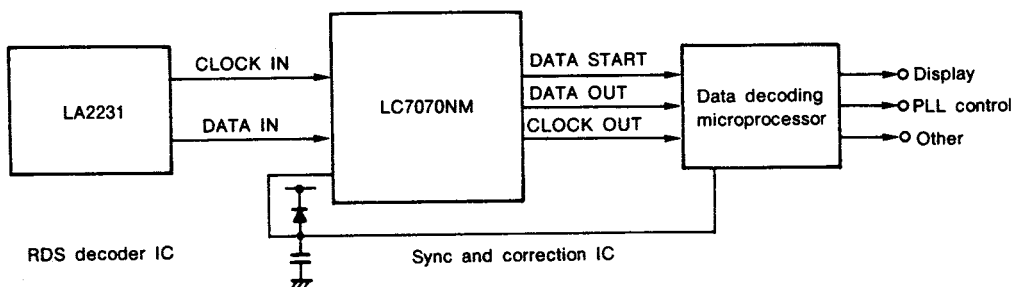 CLOCK IN
DATA IN
LA2231
LC7070NM
DATA START
DATA OUT
CLOCK OUT
Data decoding
microprocessor
Display
PLL control
Other
RDS decoder IC
Sync and correction IC